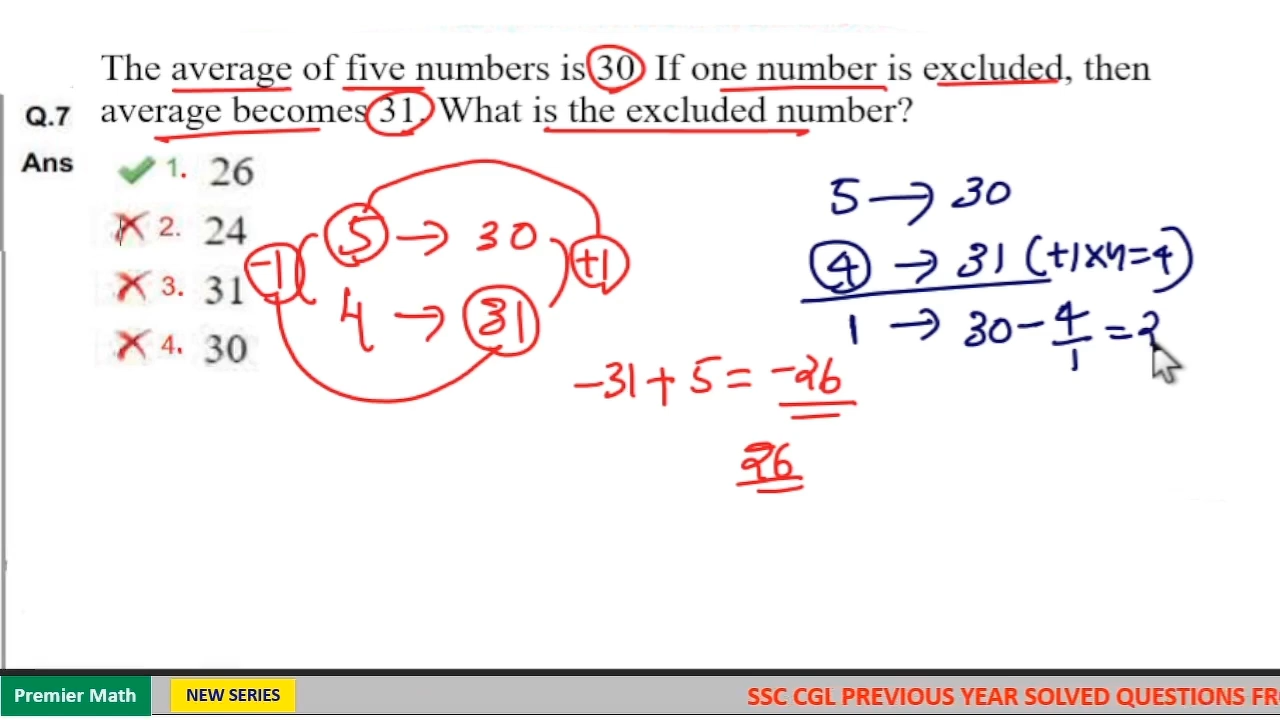 The average of five numbers is 30. If one number is excluded, then
Q.7 average becomes 31. What is the excluded number?
Ans
1. 26
2. 24
3. 31
4. 30
5 → 30
4 → 31
-1
+1
-31 + 5 = -26
26
5 → 30
4 → 31 (+1×4=4)
1 → 30 - 4/1 = 2
Premier Math
NEW SERIES
SSC CGL PREVIOUS YEAR SOLVED QUESTIONS FR